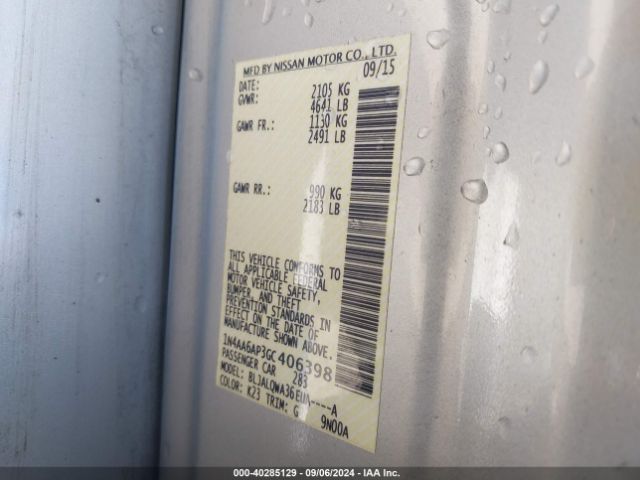 MFD BY NISSAN MOTOR CO., LTD.
DATE: 09/15
GVWR: 2105 KG
4641 LB
GAWR FR.: 1130 KG
2491 LB
GAWR RR.: 990 KG
2183 LB
THIS VEHICLE CONFORMS TO
ALL APPLICABLE FEDERAL
MOTOR VEHICLE SAFETY,
BUMPER, AND THEFT
PREVENTION STANDARDS IN
EFFECT ON THE DATE OF
MANUFACTURE SHOWN ABOVE.
1N4AA6AP3GC406398
PASSENGER CAR 283
MODEL: ----A
COLOR: K23 TRIM: G 9N00A
000-40285129 - 09/06/2024 - IAA Inc.